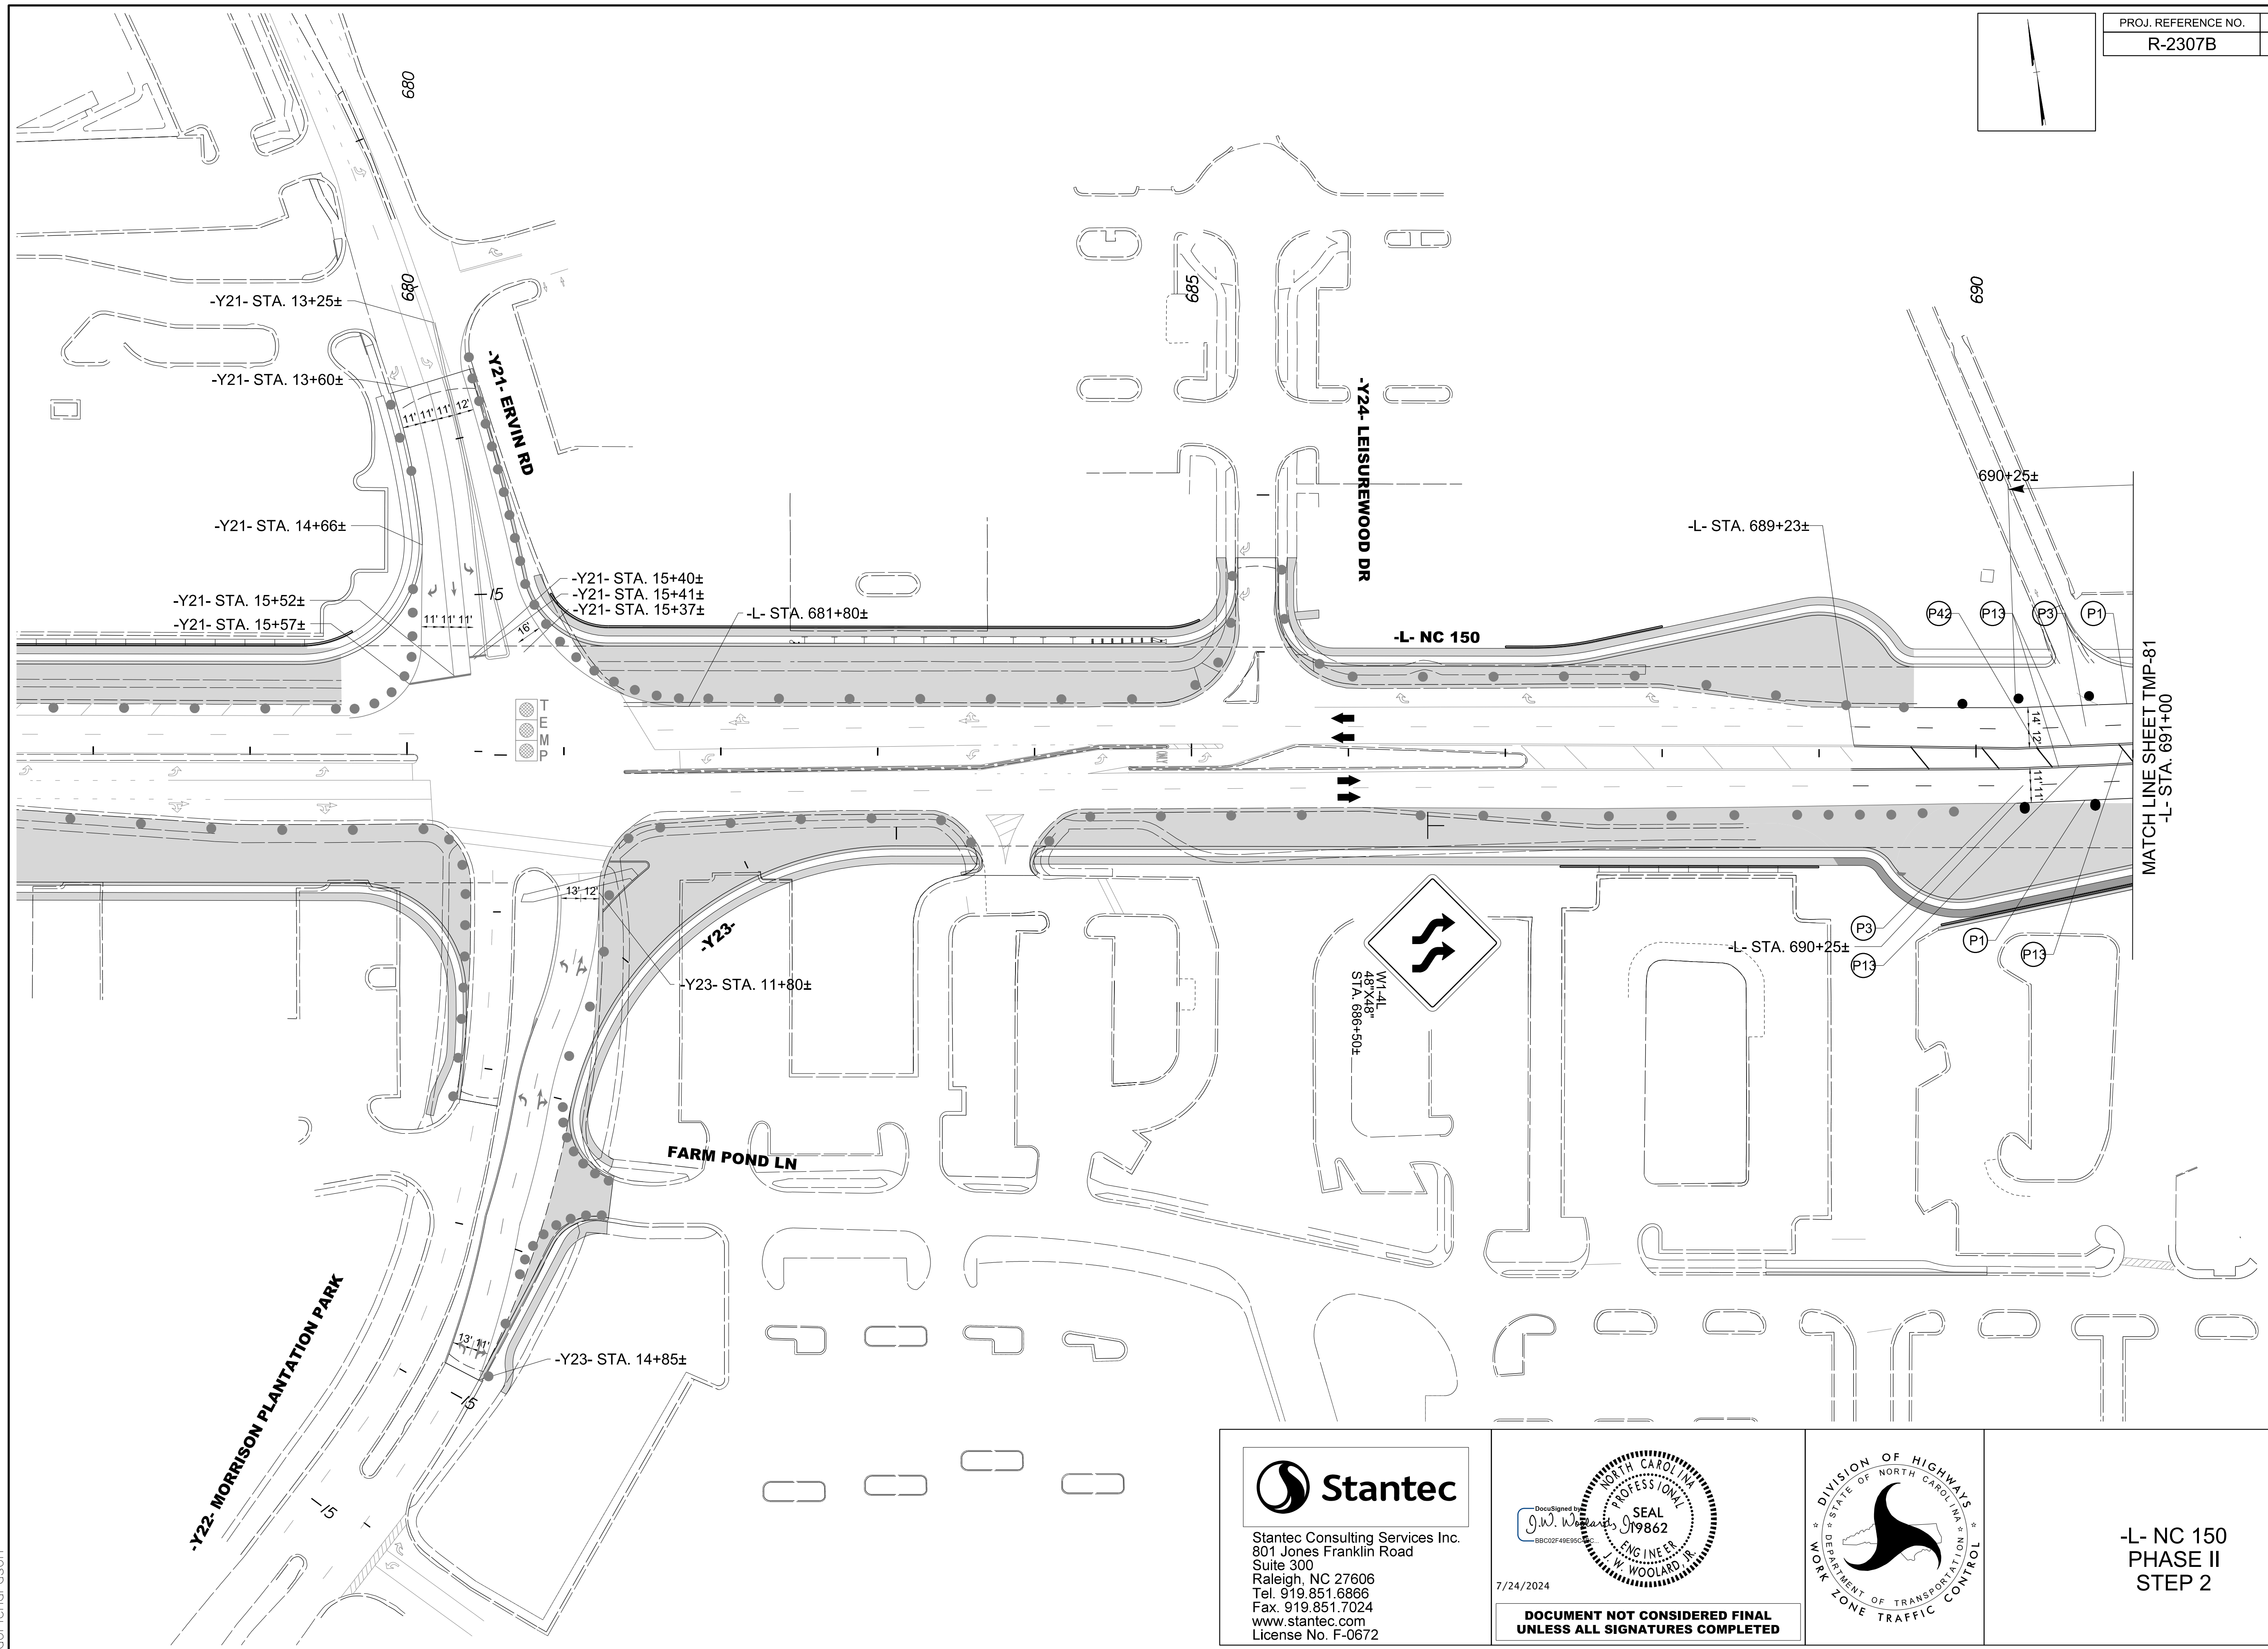 PROJ. REFERENCE NO.
R-2307B
680
680
685
690
-Y21- STA. 13+25±
-Y21- STA. 13+60±
11' 11' 11' 12'
-Y21- ERVIN RD
-Y24- LEISUREWOOD DR
690+25±
-Y21- STA. 14+66±
-L- STA. 689+23±
-Y21- STA. 15+40±
-Y21- STA. 15+41±
-Y21- STA. 15+37±
-Y21- STA. 15+52±
-Y21- STA. 15+57±
15
11' 11' 11'
16'
-L- STA. 681+80±
-L- NC 150
P42
P13
P3
P1
MATCH LINE SHEET TMP-81
-L- STA. 691+00
TEMP
14' 12'
ONLY
11' 11'
13' 12'
-Y23-
-Y23- STA. 11+80±
W1-4L
48"X48"
STA. 686+50±
P3
-L- STA. 690+25±
P13
P1
P13
FARM POND LN
13' 11'
-Y23- STA. 14+85±
15
-Y22- MORRISON PLANTATION PARK
15
Stantec
Stantec Consulting Services Inc.
801 Jones Franklin Road
Suite 300
Raleigh, NC 27606
Tel. 919.851.6866
Fax. 919.851.7024
www.stantec.com
License No. F-0672
DocuSigned by:
J.W. Woolard, Jr.
NORTH CAROLINA
PROFESSIONAL
SEAL
19862
ENGINEER
J. W. WOOLARD JR.
7/24/2024
DOCUMENT NOT CONSIDERED FINAL
UNLESS ALL SIGNATURES COMPLETED
DIVISION OF HIGHWAYS
STATE OF NORTH CAROLINA
DEPARTMENT OF TRANSPORTATION
WORK ZONE TRAFFIC CONTROL
-L- NC 150
PHASE II
STEP 2